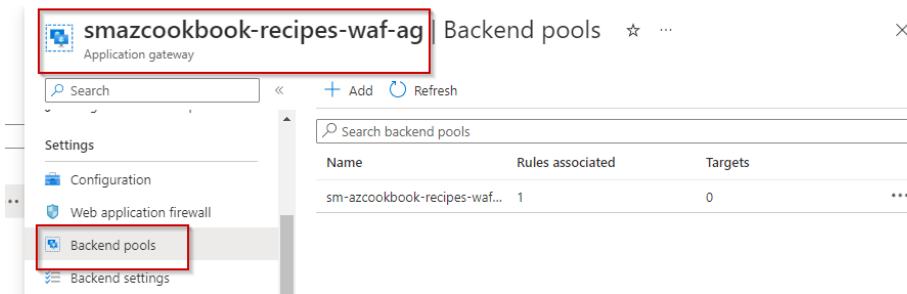 smazcookbook-recipes-waf-ag | Backend pools
Application gateway
Search
Add Refresh
Search backend pools
Settings
Name Rules associated Targets
Configuration
sm-azcookbook-recipes-waf... 1 0
Web application firewall
Backend pools
Backend settings